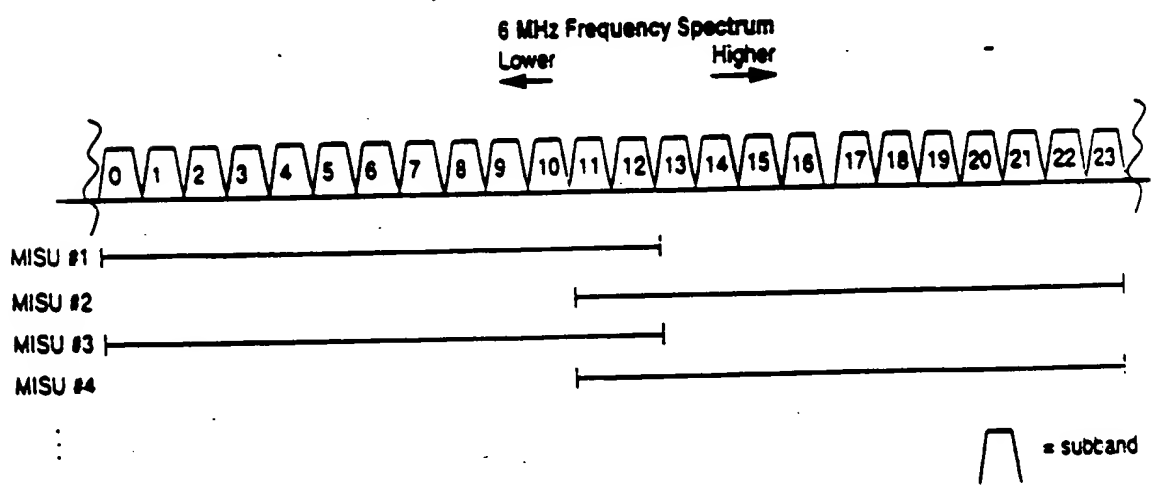 6 MHz Frequency Spectrum
Lower Higher
0 1 2 3 4 5 6 7 8 9 10 11 12 13 14 15 16 17 18 19 20 21 22 23
MISU #1
MISU #2
MISU #3
MISU #4
= subband